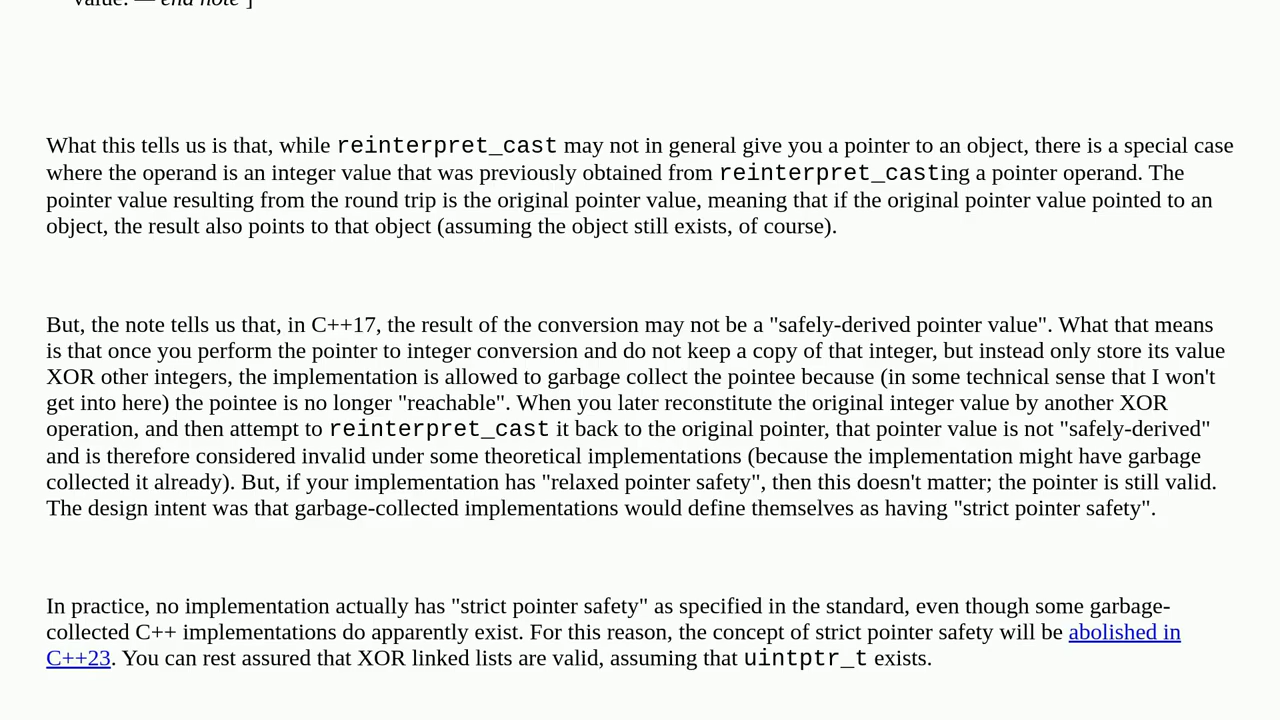 value. — end note ]
What this tells us is that, while reinterpret_cast may not in general give you a pointer to an object, there is a special case
where the operand is an integer value that was previously obtained from reinterpret_casting a pointer operand. The
pointer value resulting from the round trip is the original pointer value, meaning that if the original pointer value pointed to an
object, the result also points to that object (assuming the object still exists, of course).
But, the note tells us that, in C++17, the result of the conversion may not be a "safely-derived pointer value". What that means
is that once you perform the pointer to integer conversion and do not keep a copy of that integer, but instead only store its value
XOR other integers, the implementation is allowed to garbage collect the pointee because (in some technical sense that I won't
get into here) the pointee is no longer "reachable". When you later reconstitute the original integer value by another XOR
operation, and then attempt to reinterpret_cast it back to the original pointer, that pointer value is not "safely-derived"
and is therefore considered invalid under some theoretical implementations (because the implementation might have garbage
collected it already). But, if your implementation has "relaxed pointer safety", then this doesn't matter; the pointer is still valid.
The design intent was that garbage-collected implementations would define themselves as having "strict pointer safety".
In practice, no implementation actually has "strict pointer safety" as specified in the standard, even though some garbage-
collected C++ implementations do apparently exist. For this reason, the concept of strict pointer safety will be abolished in
C++23. You can rest assured that XOR linked lists are valid, assuming that uintptr_t exists.